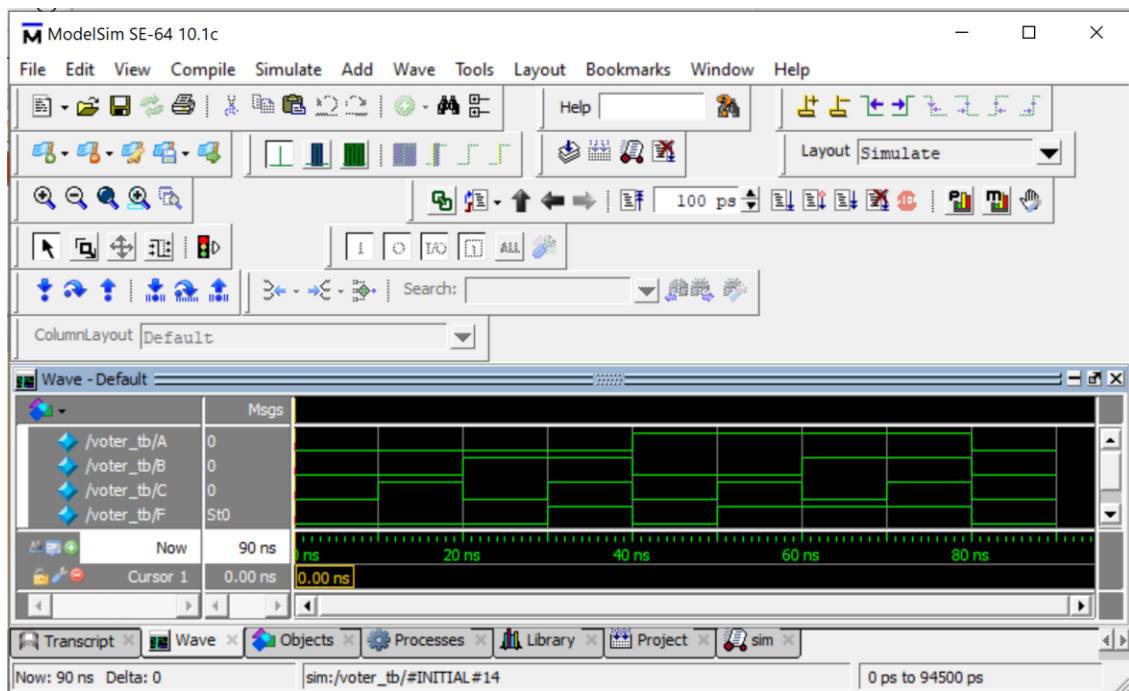 ModelSim SE-64 10.1c
File Edit View Compile Simulate Add Wave Tools Layout Bookmarks Window Help
Help
Layout Simulate
100 ps
I O I/O ALL
Search:
ColumnLayout Default
Wave - Default
Msgs
/voter_tb/A 0
/voter_tb/B 0
/voter_tb/C 0
/voter_tb/F St0
Now 90 ns ns 20 ns 40 ns 60 ns 80 ns
Cursor 1 0.00 ns 0.00 ns
Transcript Wave Objects Processes Library Project sim
Now: 90 ns Delta: 0 sim:/voter_tb/#INITIAL#14 0 ps to 94500 ps